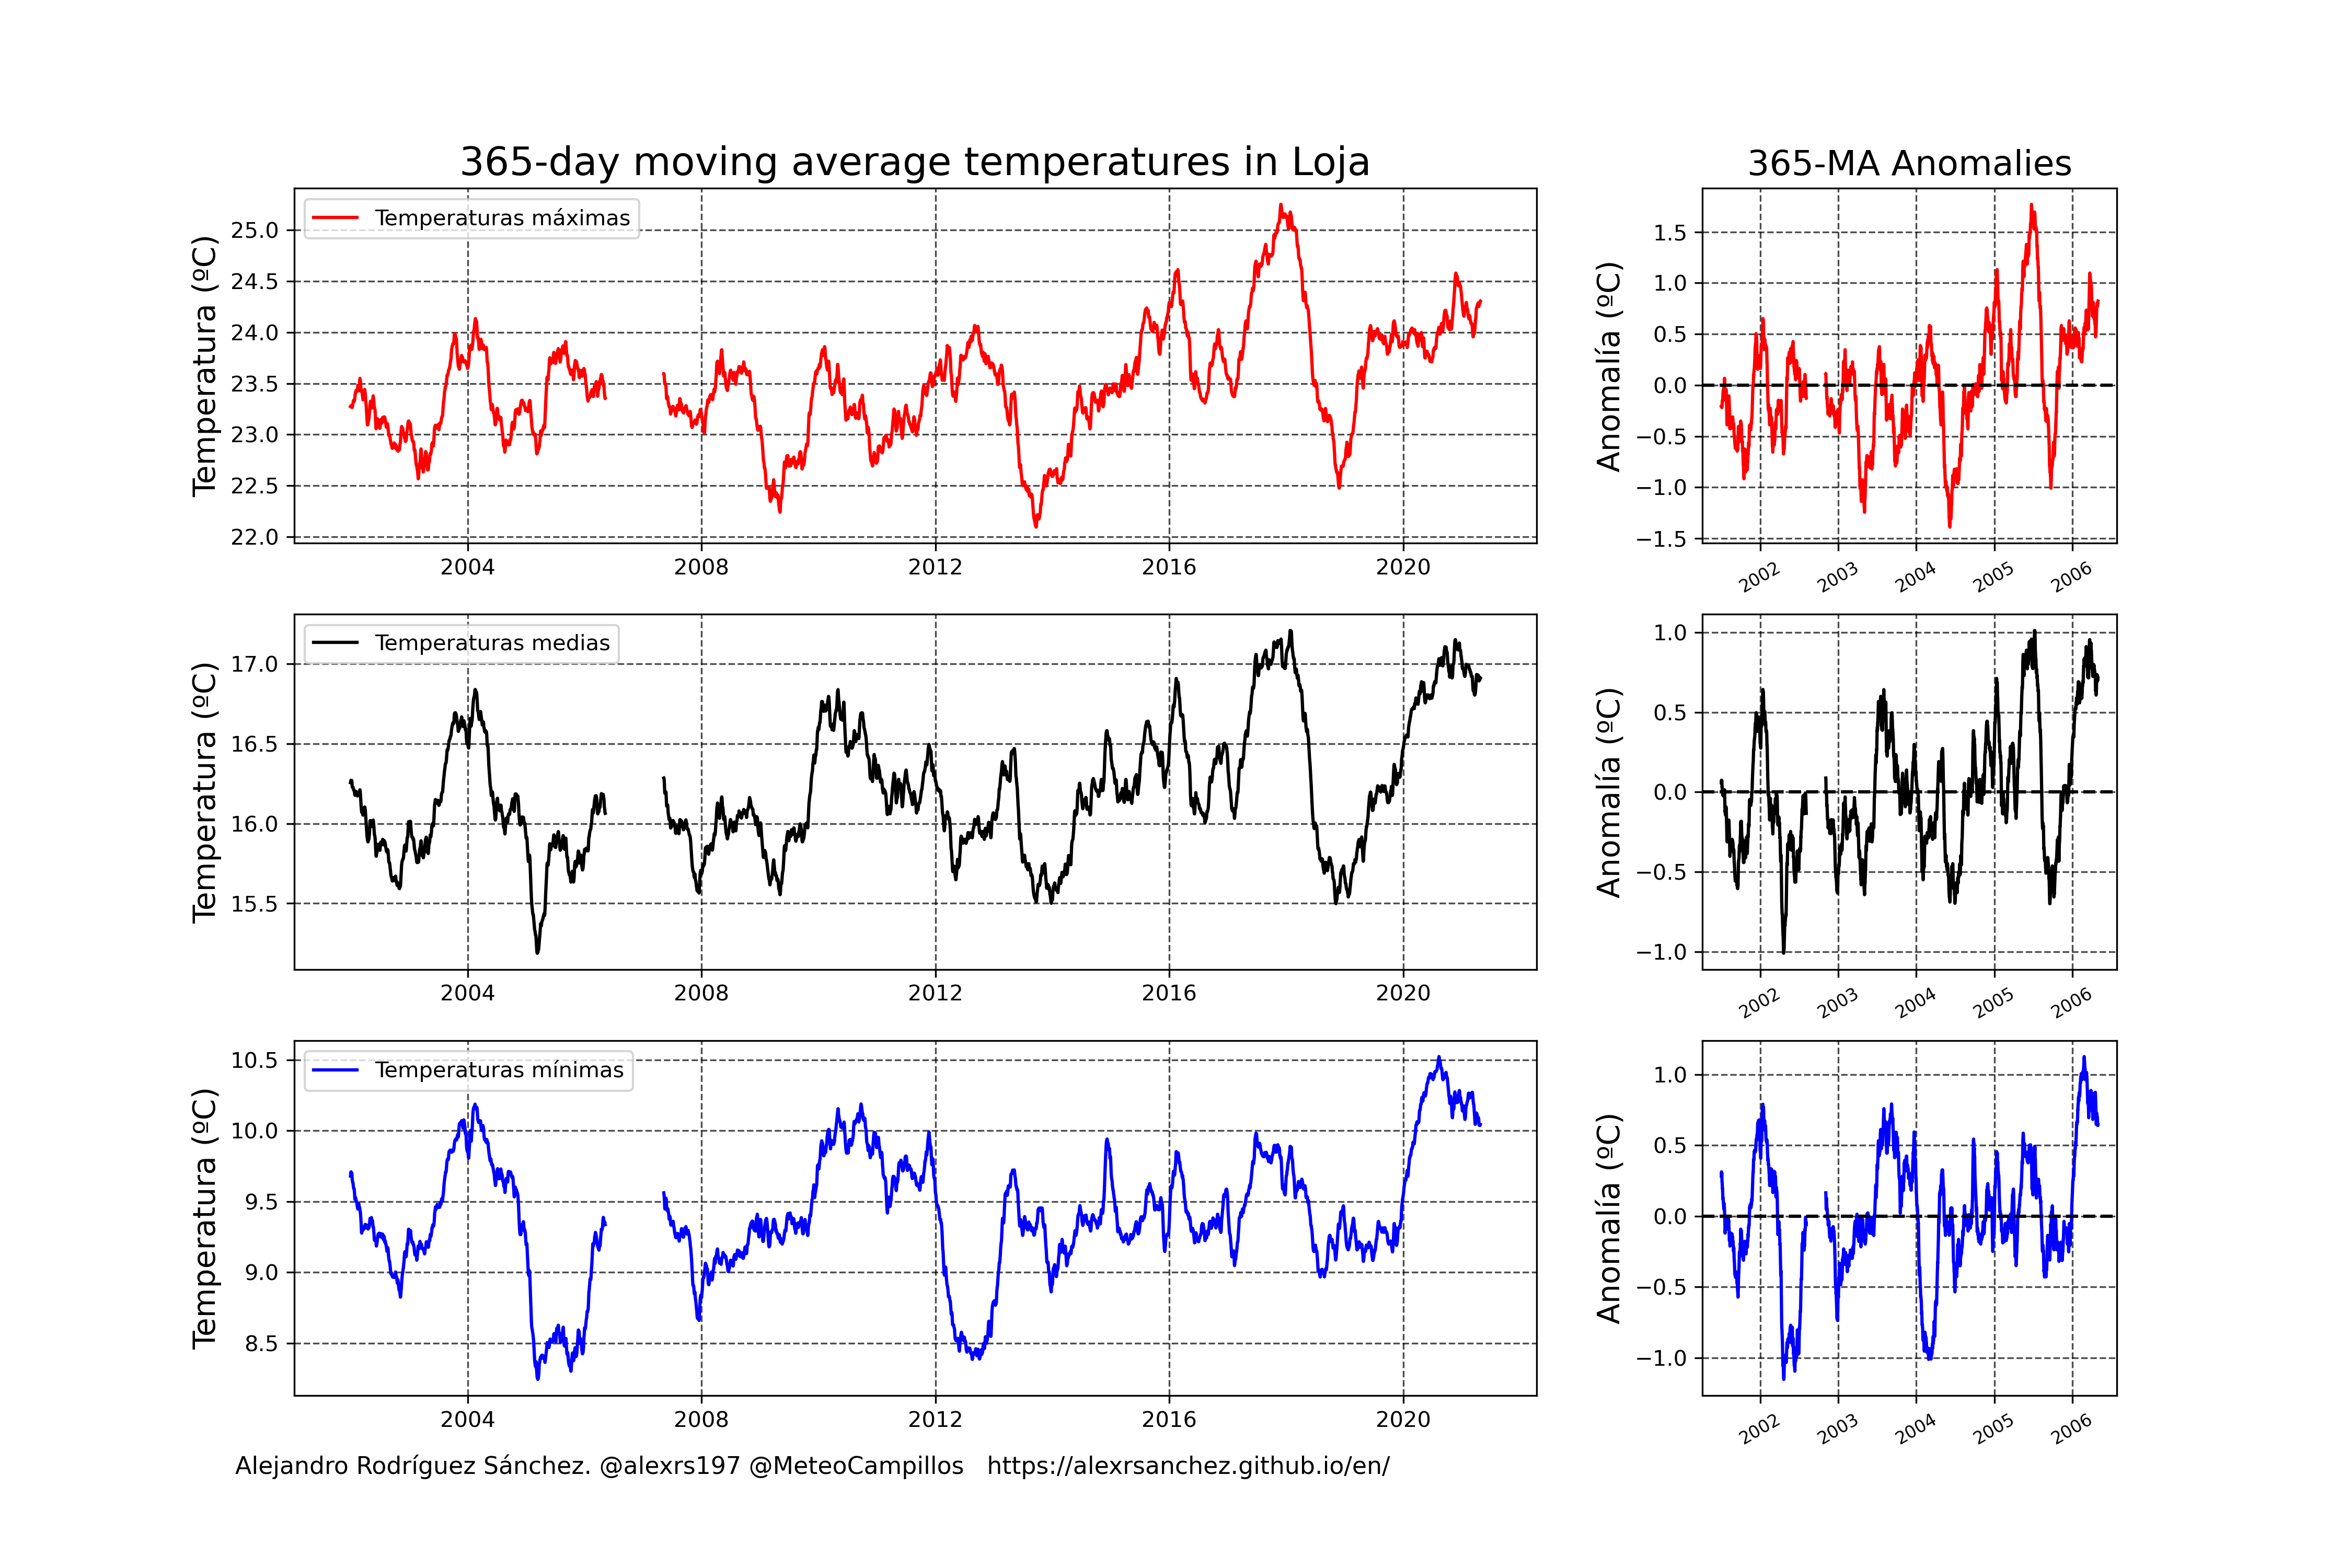 365-day moving average temperatures in Loja
365-MA Anomalies
Temperatura (ºC)
25.0
24.5
24.0
23.5
23.0
22.5
22.0
Temperaturas máximas
2004 2008 2012 2016 2020
Anomalía (ºC)
1.5
1.0
0.5
0.0
−0.5
−1.0
−1.5
2002 2003 2004 2005 2006
Temperatura (ºC)
17.0
16.5
16.0
15.5
Temperaturas medias
2004 2008 2012 2016 2020
Anomalía (ºC)
1.0
0.5
0.0
−0.5
−1.0
2002 2003 2004 2005 2006
Temperatura (ºC)
10.5
10.0
9.5
9.0
8.5
Temperaturas mínimas
2004 2008 2012 2016 2020
Anomalía (ºC)
1.0
0.5
0.0
−0.5
−1.0
2002 2003 2004 2005 2006
Alejandro Rodríguez Sánchez. @alexrs197 @MeteoCampillos https://alexrsanchez.github.io/en/